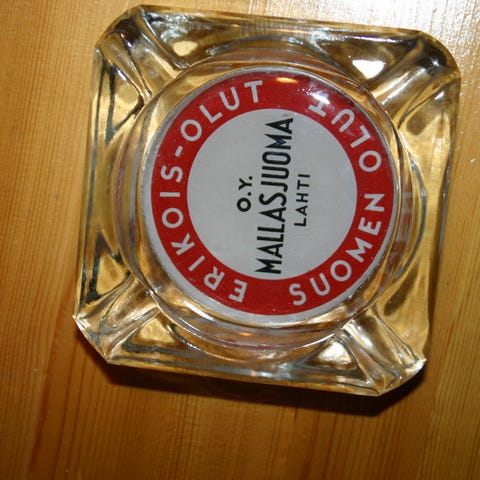 ERIKOIS-OLUT
O.Y.
MALLASJUOMA
LAHTI
SUOMEN OLUT